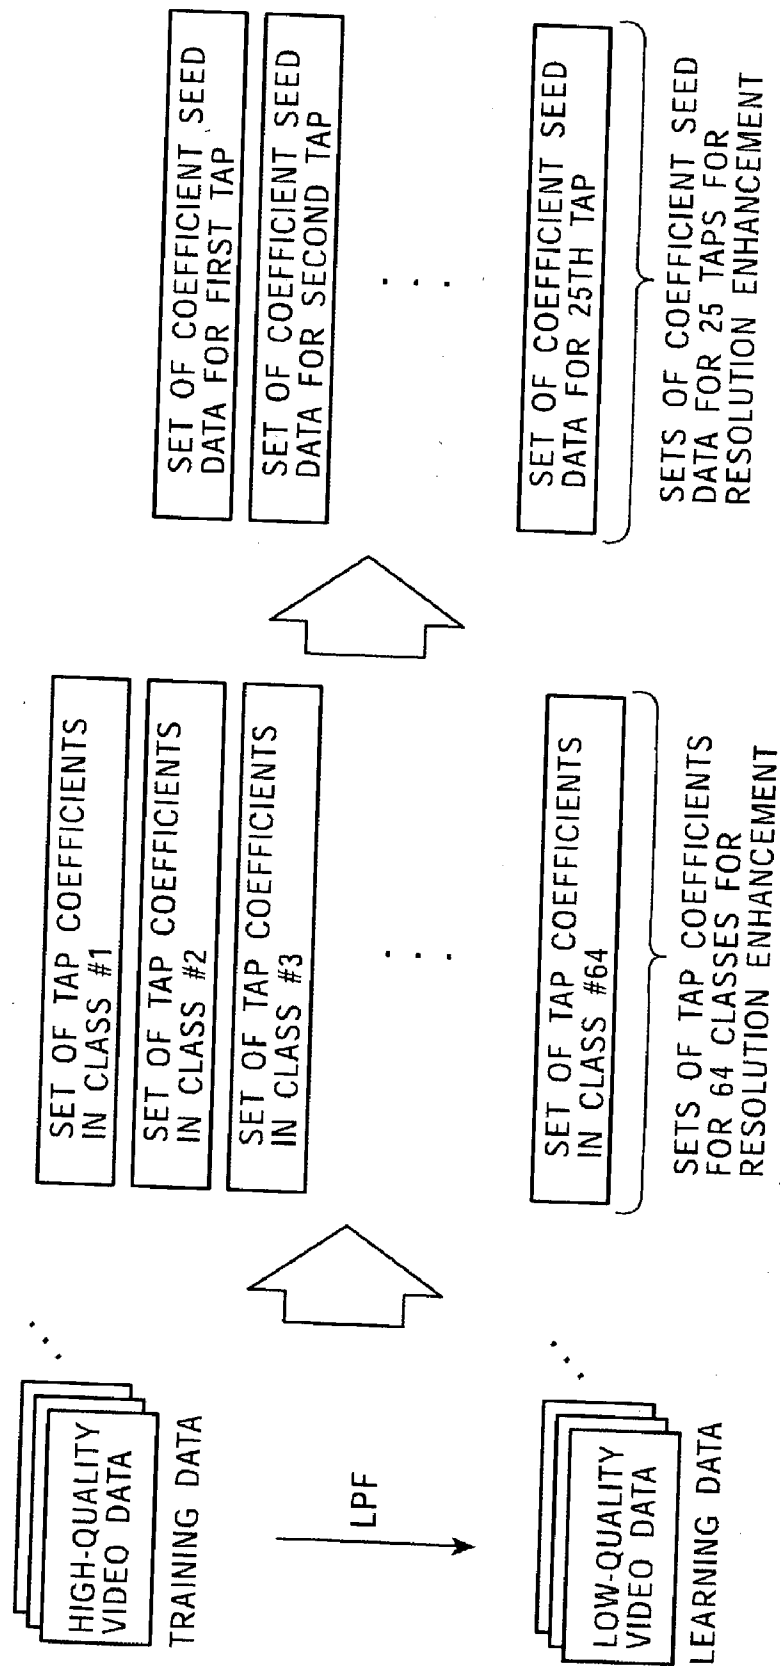 HIGH-QUALITY
VIDEO DATA
TRAINING DATA
LPF
LOW-QUALITY
VIDEO DATA
LEARNING DATA
SET OF TAP COEFFICIENTS
IN CLASS #1
SET OF TAP COEFFICIENTS
IN CLASS #2
SET OF TAP COEFFICIENTS
IN CLASS #3
SET OF TAP COEFFICIENTS
IN CLASS #64
SETS OF TAP COEFFICIENTS
FOR 64 CLASSES FOR
RESOLUTION ENHANCEMENT
SET OF COEFFICIENT SEED
DATA FOR FIRST TAP
SET OF COEFFICIENT SEED
DATA FOR SECOND TAP
SET OF COEFFICIENT SEED
DATA FOR 25TH TAP
SETS OF COEFFICIENT SEED
DATA FOR 25 TAPS FOR
RESOLUTION ENHANCEMENT